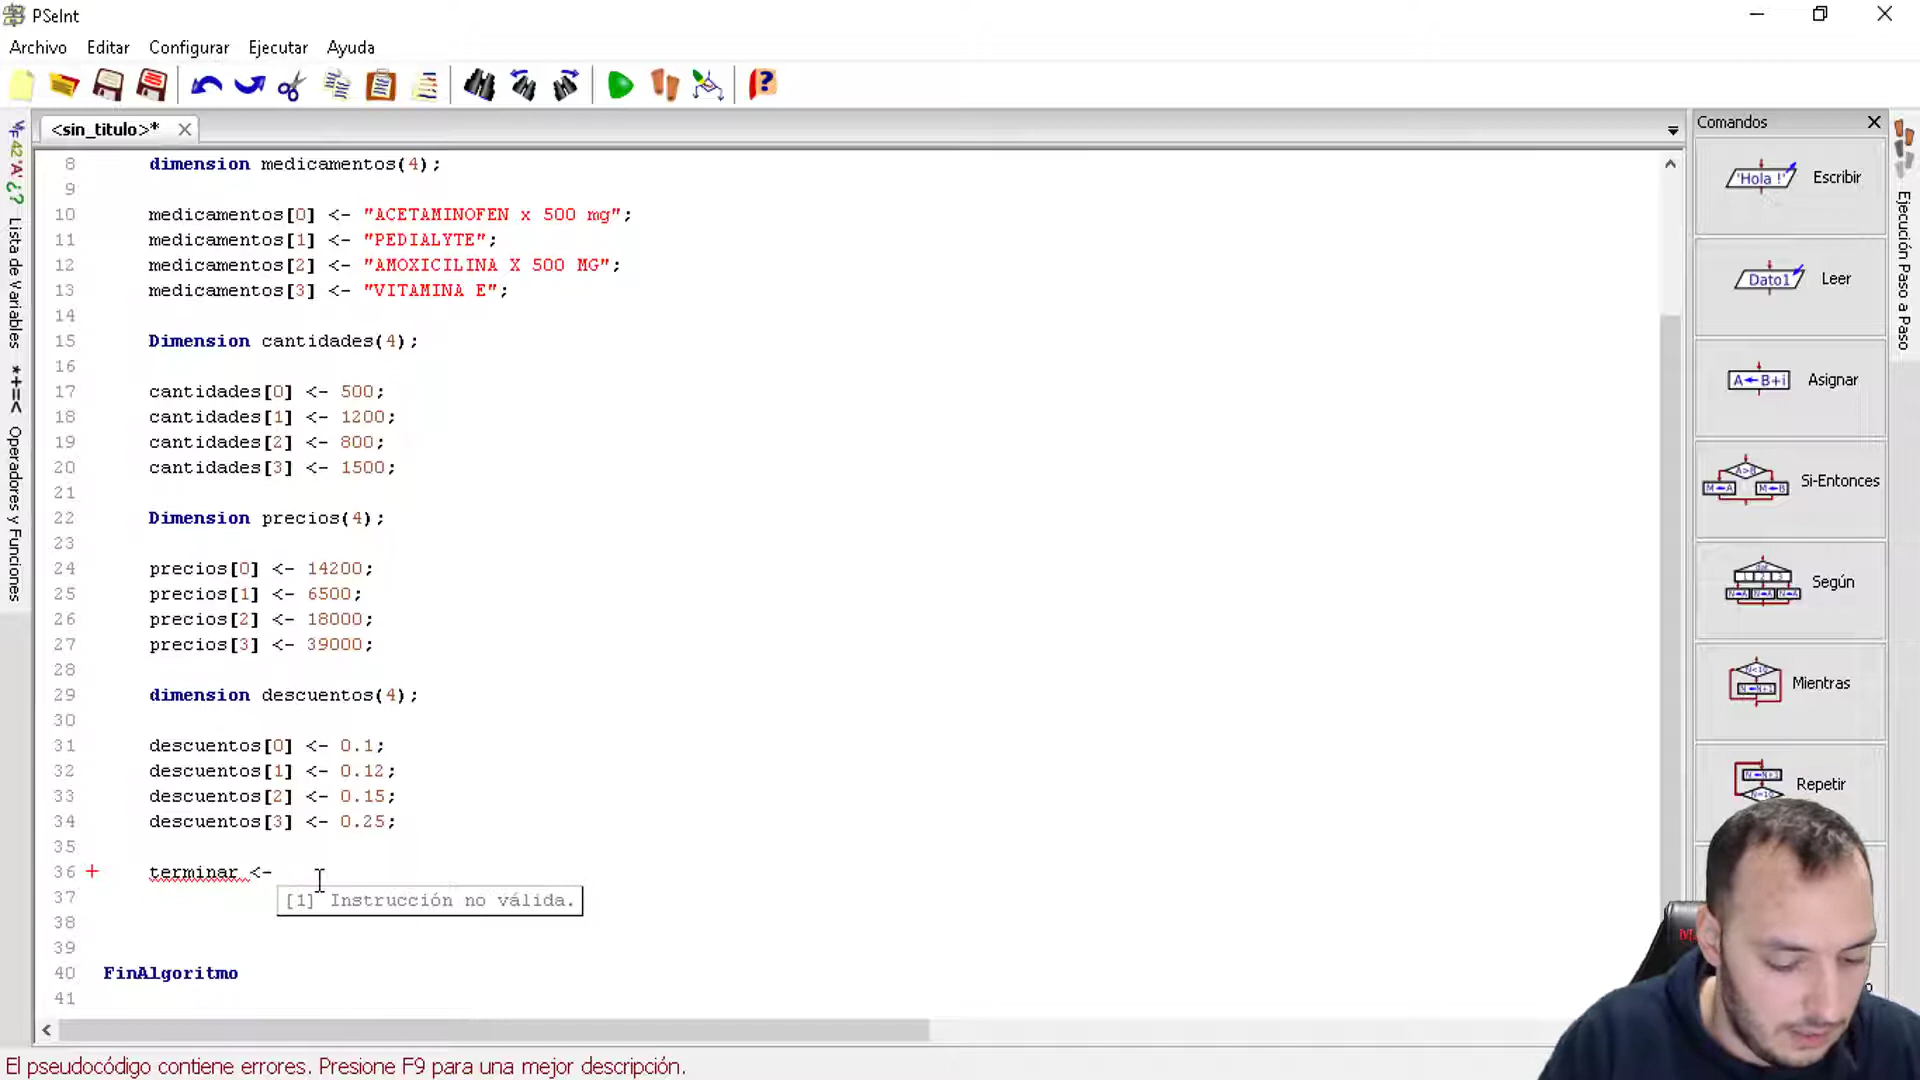 PSeInt
Archivo Editar Configurar Ejecutar Ayuda
<sin_titulo>*
8 dimension medicamentos(4);
9
10 medicamentos[0] <- "ACETAMINOFEN x 500 mg";
11 medicamentos[1] <- "PEDIALYTE";
12 medicamentos[2] <- "AMOXICILINA X 500 MG";
13 medicamentos[3] <- "VITAMINA E";
14
15 Dimension cantidades(4);
16
17 cantidades[0] <- 500;
18 cantidades[1] <- 1200;
19 cantidades[2] <- 800;
20 cantidades[3] <- 1500;
21
22 Dimension precios(4);
23
24 precios[0] <- 14200;
25 precios[1] <- 6500;
26 precios[2] <- 18000;
27 precios[3] <- 39000;
28
29 dimension descuentos(4);
30
31 descuentos[0] <- 0.1;
32 descuentos[1] <- 0.12;
33 descuentos[2] <- 0.15;
34 descuentos[3] <- 0.25;
35
36 terminar <-
37 [1] Instrucción no válida.
38
39
40 FinAlgoritmo
41
Lista de Variables
*+=< Operadores y Funciones
Comandos
'Hola !' Escribir
Dato1 Leer
A←B+i Asignar
Si-Entonces
Según
Mientras
Repetir
Ejecución Paso a Paso
El pseudocódigo contiene errores. Presione F9 para una mejor descripción.